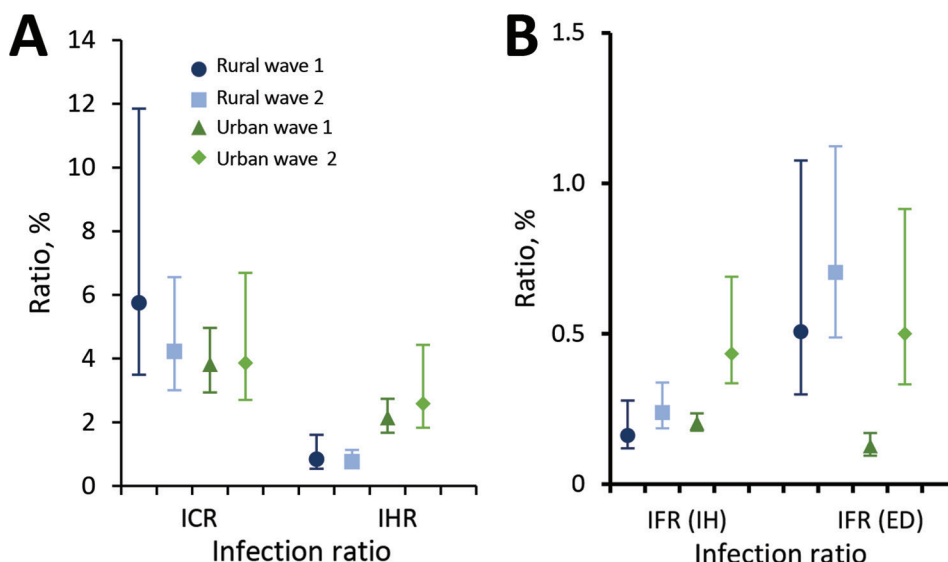 A
14
12
10
8
6
4
2
0
Ratio, %
Rural wave 1
Rural wave 2
Urban wave 1
Urban wave 2
ICR
IHR
Infection ratio
B
1.5
1.0
0.5
0
Ratio, %
IFR (IH)
IFR (ED)
Infection ratio